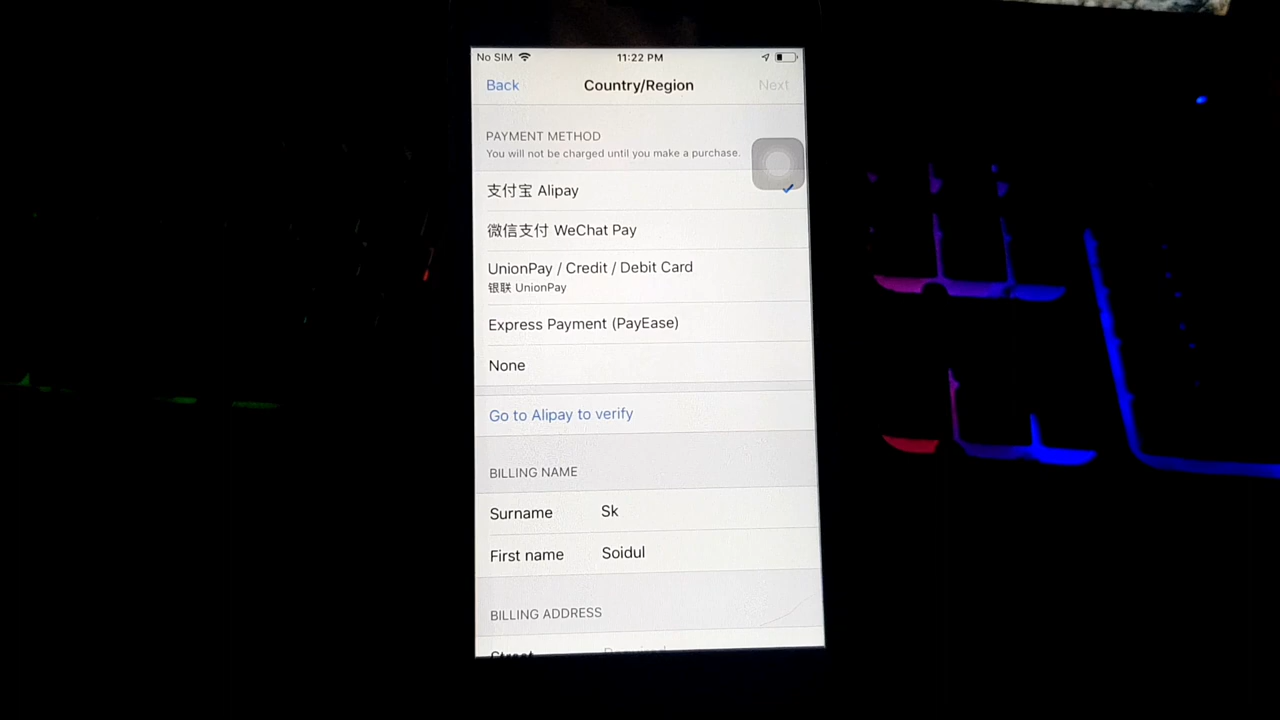 No SIM 11:22 PM
Back Country/Region Next
PAYMENT METHOD
You will not be charged until you make a purchase.
支付宝 Alipay
微信支付 WeChat Pay
UnionPay / Credit / Debit Card
银联 UnionPay
Express Payment (PayEase)
None
Go to Alipay to verify
BILLING NAME
Surname Sk
First name Soidul
BILLING ADDRESS
Street Required